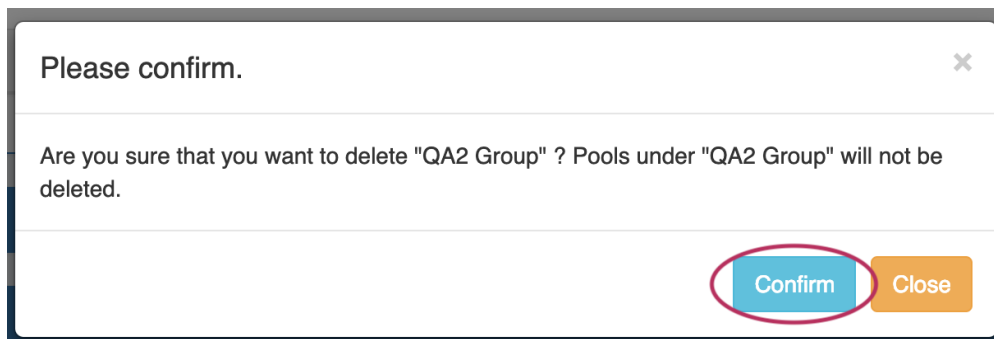 Please confirm.
×
Are you sure that you want to delete "QA2 Group" ? Pools under "QA2 Group" will not be
deleted.
Confirm Close